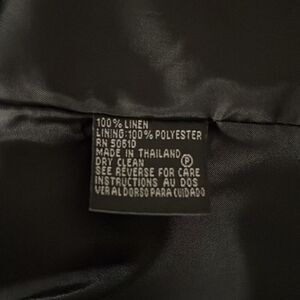 100% LINEN
LINING:100% POLYESTER
RN 50610
MADE IN THAILAND
DRY CLEAN Ⓟ
SEE REVERSE FOR CARE
INSTRUCTIONS AU DOS
VER AL DORSO PARA CUIDADO